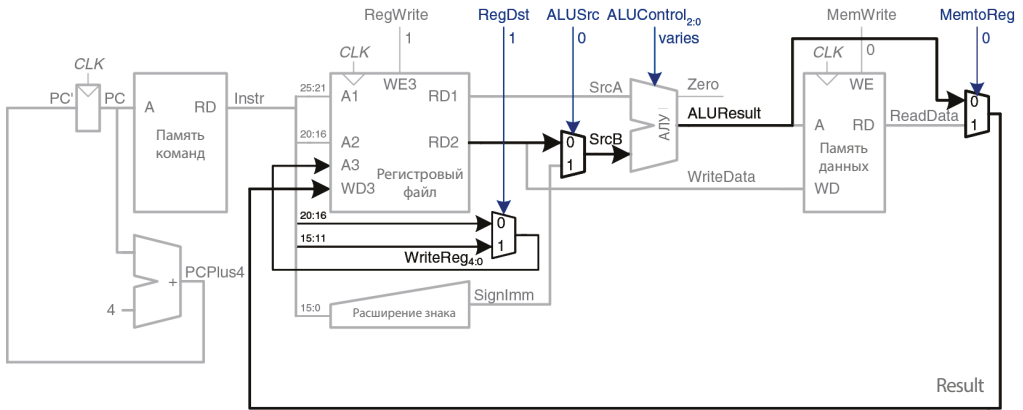 RegWrite RegDst ALUSrc ALUControl2:0 MemWrite MemtoReg
1 1 0 varies 0 0
CLK CLK CLK
PC' PC
A RD
Память
команд
Instr
25:21 A1 WE3 RD1
20:16 A2 RD2
A3
WD3
Регистровый
файл
SrcA Zero
0 SrcB
1
АЛУ ALUResult
WE
A RD ReadData
Память
данных
WD
WriteData
0
1
20:16 0
15:11 1
WriteReg4:0
PCPlus4
+
4
SignImm
15:0 Расширение знака
Result